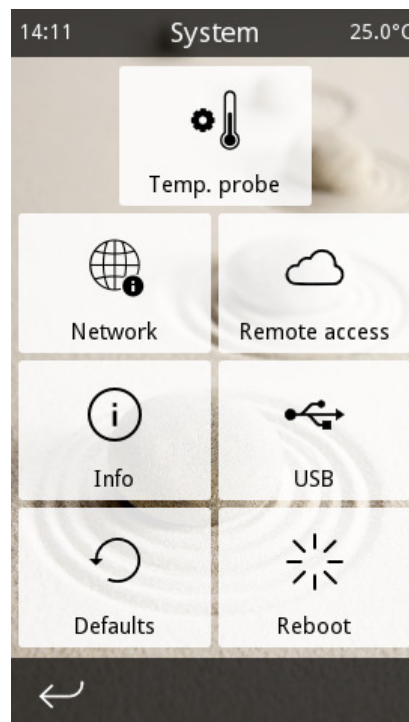 14:11 System 25.0°C
Temp. probe
Network Remote access
Info USB
Defaults Reboot